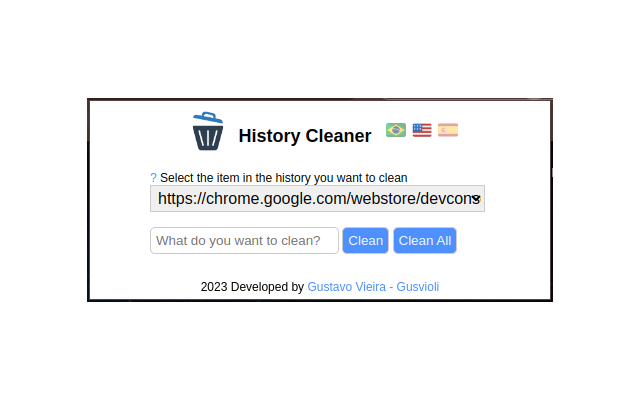 History Cleaner
? Select the item in the history you want to clean
https://chrome.google.com/webstore/devcons
What do you want to clean? Clean Clean All
2023 Developed by Gustavo Vieira - Gusvioli